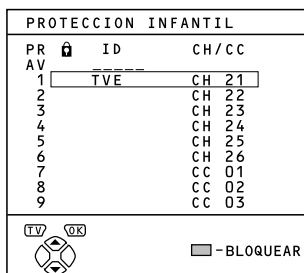 PROTECCION INFANTIL
PR ID CH/CC
AV _____
1 TVE CH 21
2 CH 22
3 CH 23
4 CH 24
5 CH 25
6 CH 26
7 CC 01
8 CC 02
9 CC 03
TV OK
-BLOQUEAR